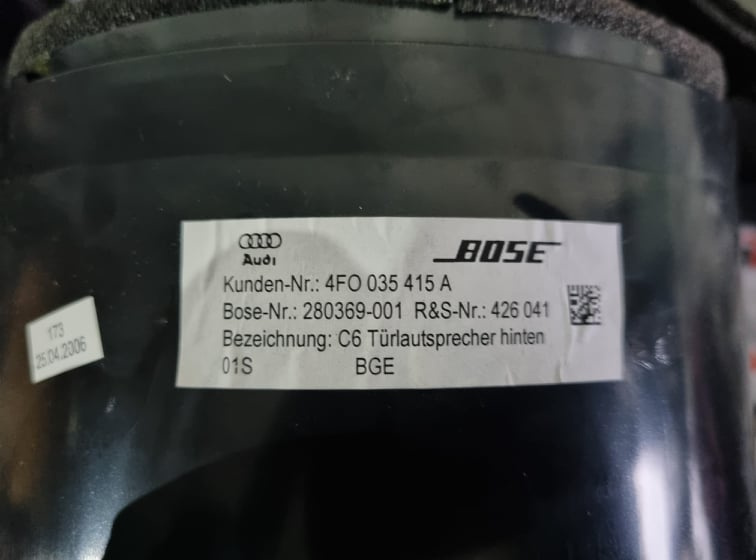 Audi BOSE
Kunden-Nr.: 4FO 035 415 A
Bose-Nr.: 280369-001 R&S-Nr.: 426 041
Bezeichnung: C6 Türlautsprecher hinten
01S BGE
173
25.04.2006